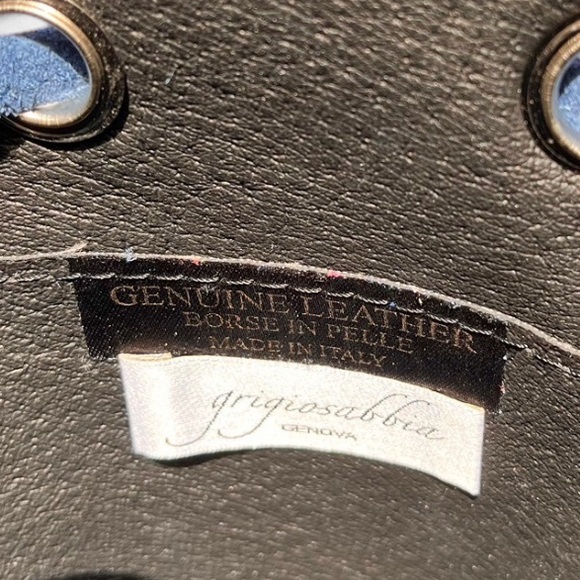 GENUINE LEATHER
BORSE IN PELLE
MADE IN ITALY
grigiosabbia
GENOVA